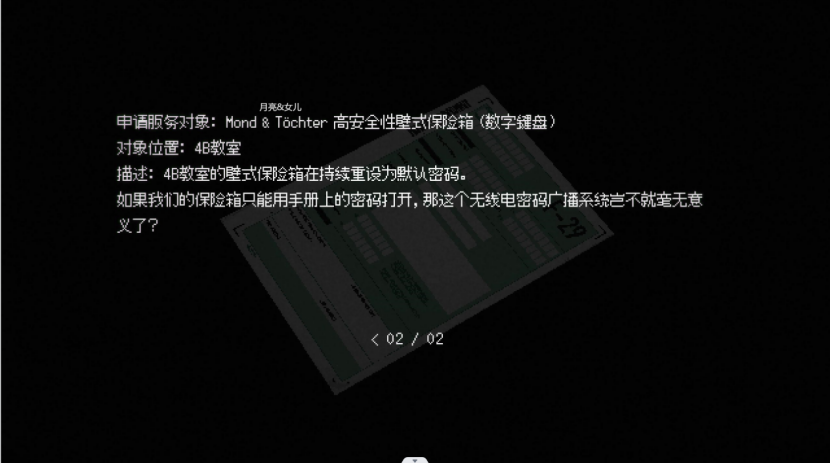 月亮&女儿
申请服务对象: Mond & Töchter 高安全性壁式保险箱 (数字键盘)
对象位置: 4B教室
描述: 4B教室的壁式保险箱在持续重设为默认密码。
如果我们的保险箱只能用手册上的密码打开, 那这个无线电密码广播系统岂不就毫无意
义了?
-29
< 02 / 02